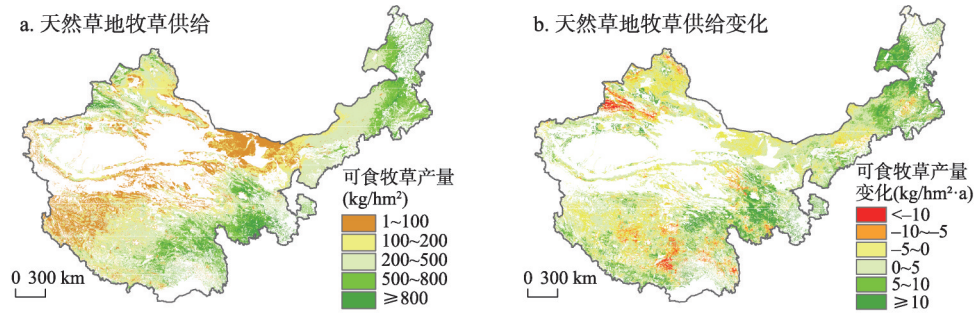 a. 天然草地牧草供给
可食牧草产量
(kg/hm²)
1~100
100~200
200~500
500~800
≥800
0 300 km
b. 天然草地牧草供给变化
可食牧草产量
变化(kg/hm²·a)
<–10
–10~–5
–5~0
0~5
5~10
≥10
0 300 km